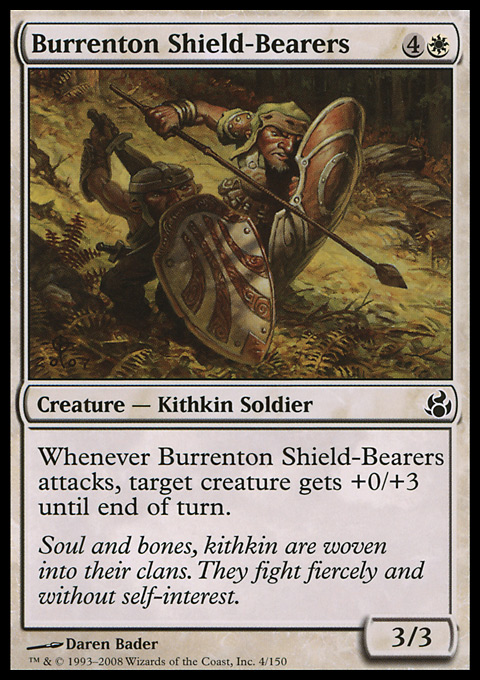 Burrenton Shield-Bearers 4
Creature — Kithkin Soldier
Whenever Burrenton Shield-Bearers
attacks, target creature gets +0/+3
until end of turn.
Soul and bones, kithkin are woven
into their clans. They fight fiercely and
without self-interest.
3/3
Daren Bader
™ & © 1993–2008 Wizards of the Coast, Inc. 4/150